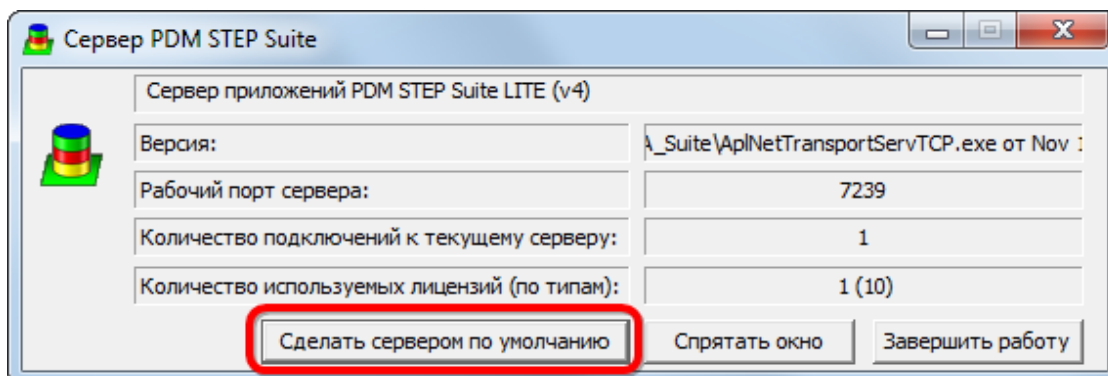 Сервер PDM STEP Suite
Сервер приложений PDM STEP Suite LITE (v4)
Версия: \_Suite\AplNetTransportServTCP.exe от Nov 1
Рабочий порт сервера: 7239
Количество подключений к текущему серверу: 1
Количество используемых лицензий (по типам): 1 (10)
Сделать сервером по умолчанию Спрятать окно Завершить работу